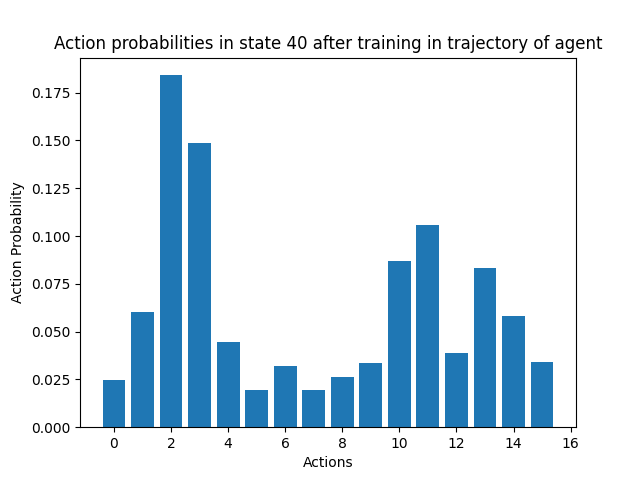 Action probabilities in state 40 after training in trajectory of agent
Action Probability
0.175
0.150
0.125
0.100
0.075
0.050
0.025
0.000
0 2 4 6 8 10 12 14 16
Actions